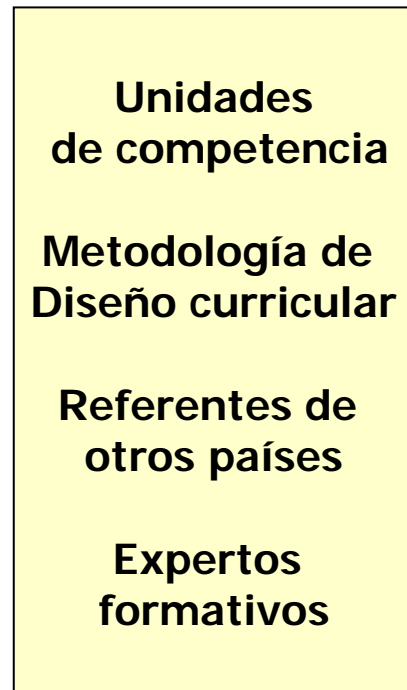 Unidades
de competencia
Metodología de
Diseño curricular
Referentes de
otros países
Expertos
formativos